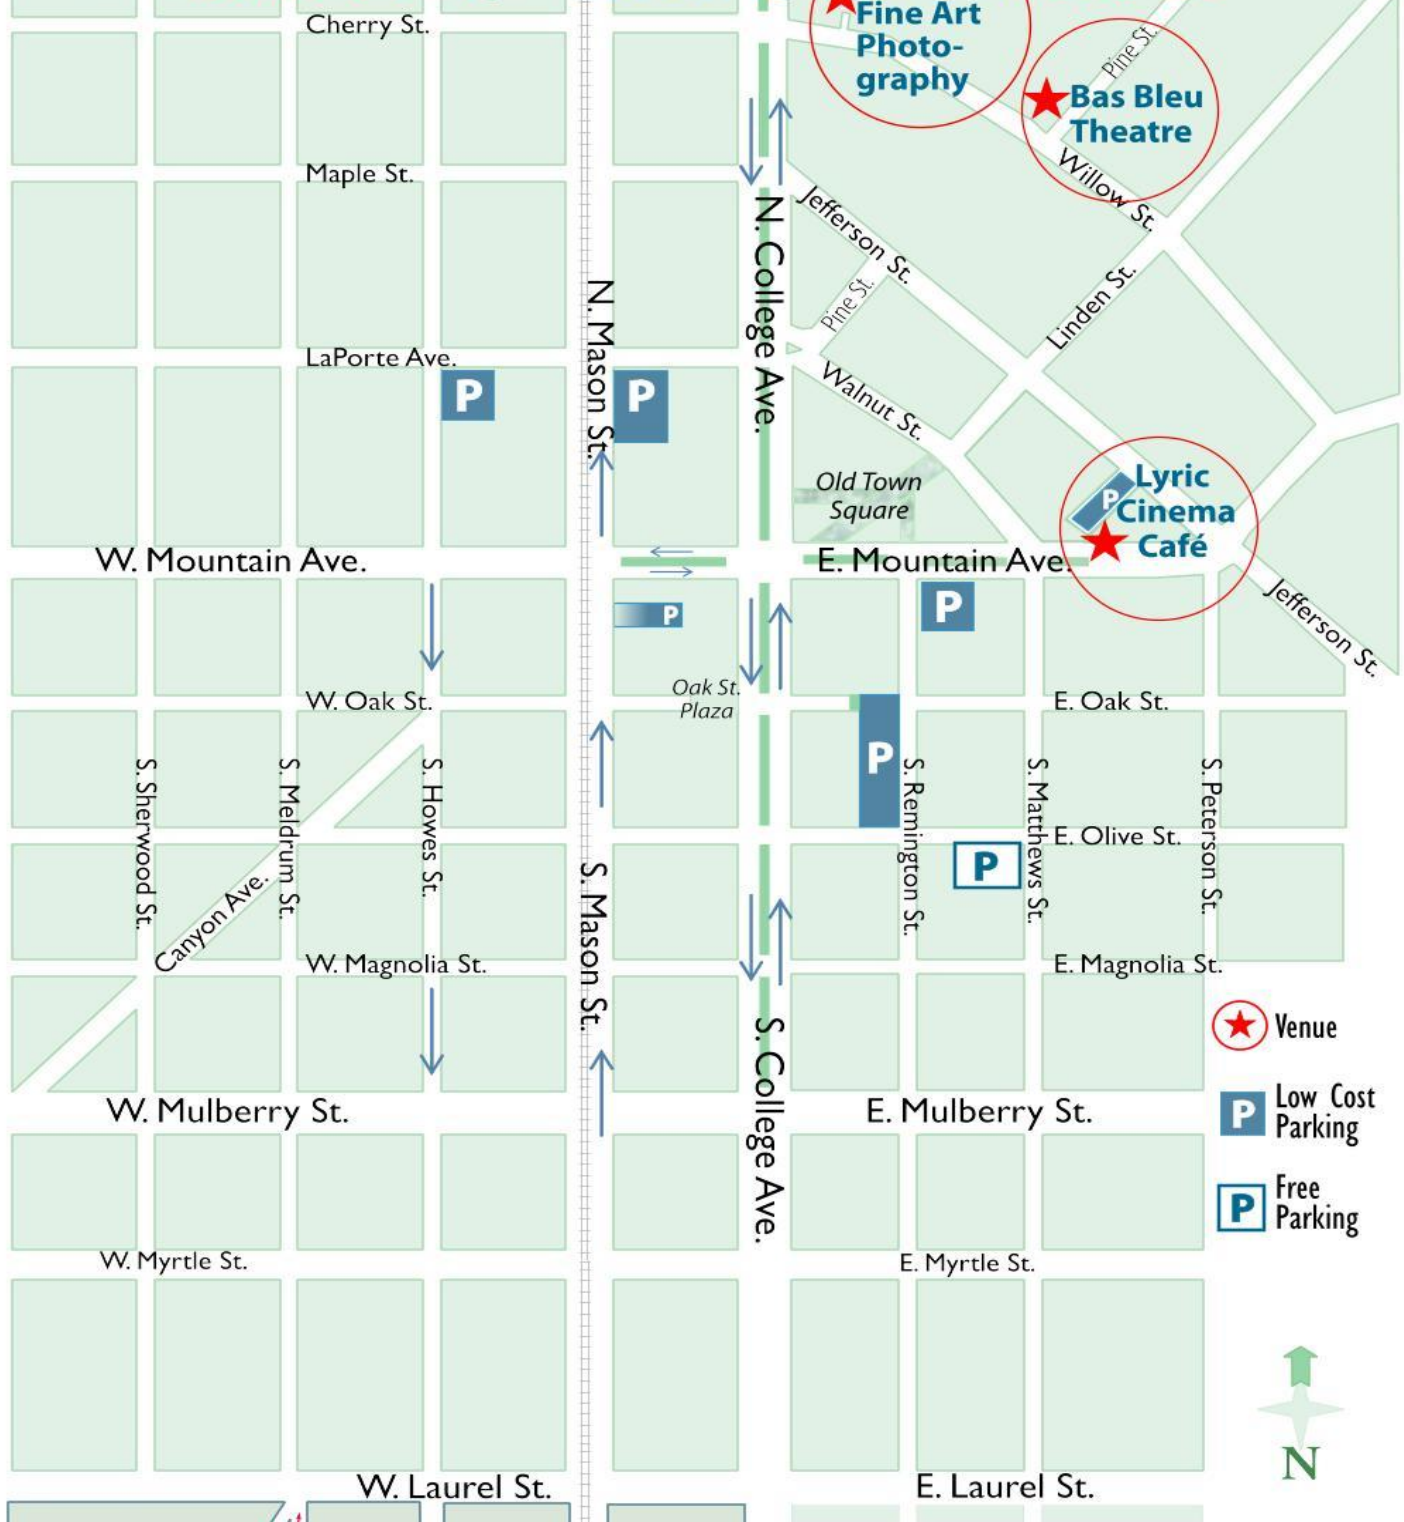 Cherry St.
Fine Art
Photo-
graphy
Pine St.
Bas Bleu
Theatre
Maple St.
Willow St.
N. College Ave.
Jefferson St.
Linden St.
Pine St.
N. Mason St.
LaPorte Ave.
P
P
Walnut St.
Old Town
Square
Lyric
P
Cinema
Café
W. Mountain Ave.
E. Mountain Ave.
P
P
Jefferson St.
Oak St.
Plaza
W. Oak St.
E. Oak St.
P
S. Sherwood St.
S. Meldrum St.
S. Howes St.
S. Remington St.
S. Matthews St.
S. Peterson St.
E. Olive St.
P
Canyon Ave.
S. Mason St.
W. Magnolia St.
E. Magnolia St.
S. College Ave.
Venue
W. Mulberry St.
E. Mulberry St.
P
Low Cost
Parking
P
Free
Parking
W. Myrtle St.
E. Myrtle St.
N
W. Laurel St.
E. Laurel St.